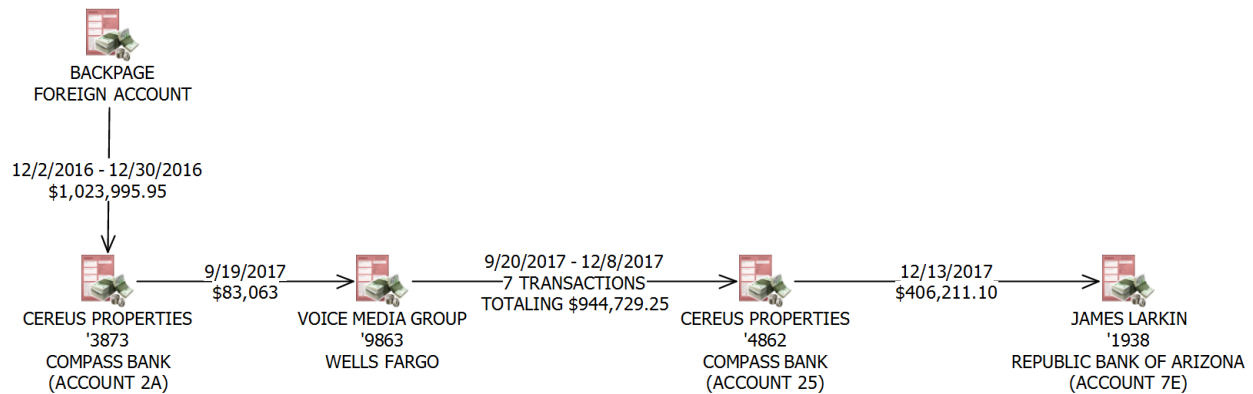 BACKPAGE
FOREIGN ACCOUNT
12/2/2016 - 12/30/2016
$1,023,995.95
CEREUS PROPERTIES
'3873
COMPASS BANK
(ACCOUNT 2A)
9/19/2017
$83,063
VOICE MEDIA GROUP
'9863
WELLS FARGO
9/20/2017 - 12/8/2017
7 TRANSACTIONS
TOTALING $944,729.25
CEREUS PROPERTIES
'4862
COMPASS BANK
(ACCOUNT 25)
12/13/2017
$406,211.10
JAMES LARKIN
'1938
REPUBLIC BANK OF ARIZONA
(ACCOUNT 7E)